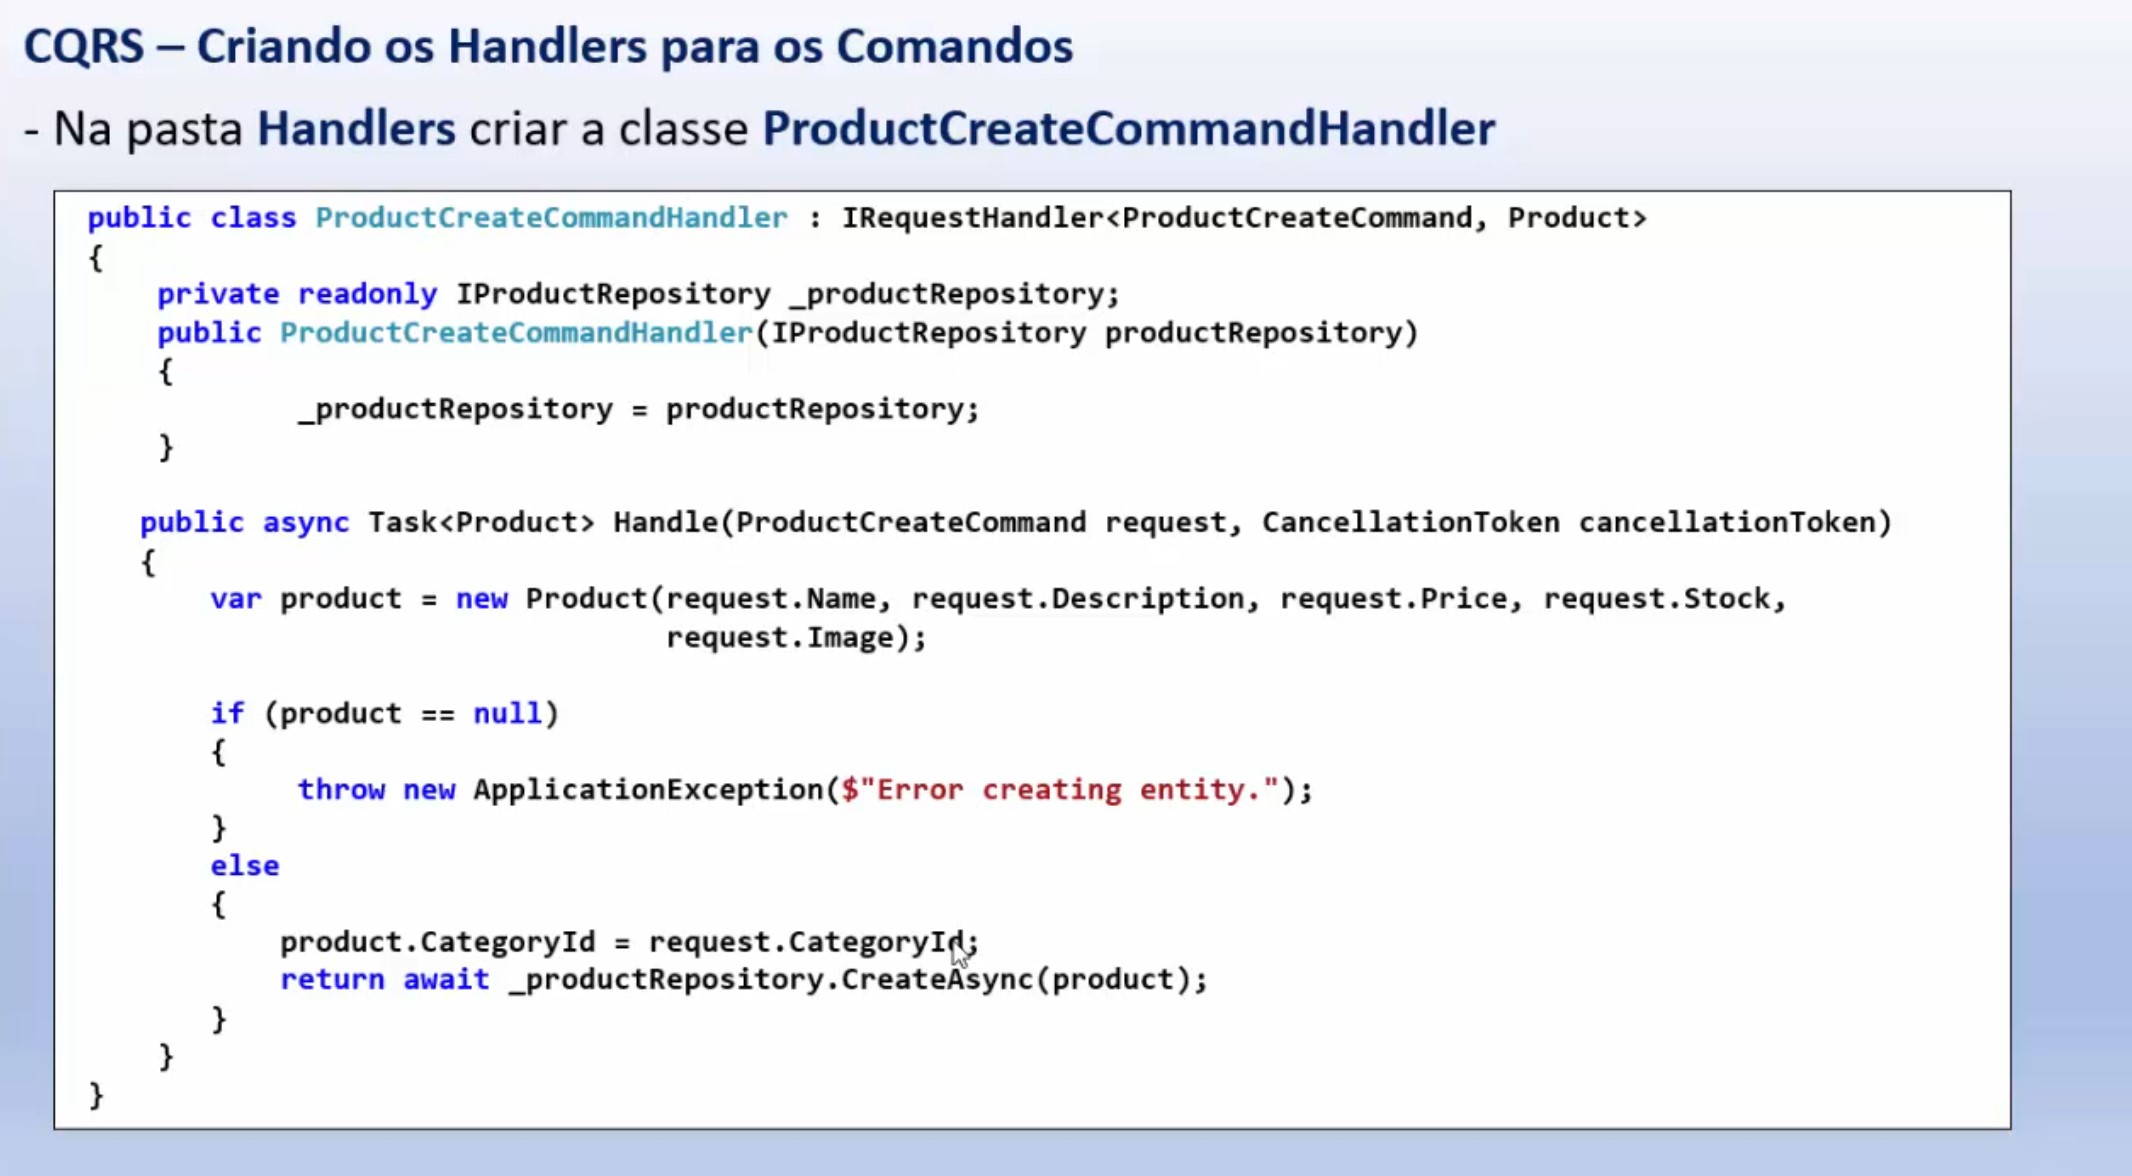 CQRS – Criando os Handlers para os Comandos
- Na pasta Handlers criar a classe ProductCreateCommandHandler
public class ProductCreateCommandHandler : IRequestHandler<ProductCreateCommand, Product>
{
private readonly IProductRepository _productRepository;
public ProductCreateCommandHandler(IProductRepository productRepository)
{
_productRepository = productRepository;
}
public async Task<Product> Handle(ProductCreateCommand request, CancellationToken cancellationToken)
{
var product = new Product(request.Name, request.Description, request.Price, request.Stock,
request.Image);
if (product == null)
{
throw new ApplicationException($"Error creating entity.");
}
else
{
product.CategoryId = request.CategoryId;
return await _productRepository.CreateAsync(product);
}
}
}